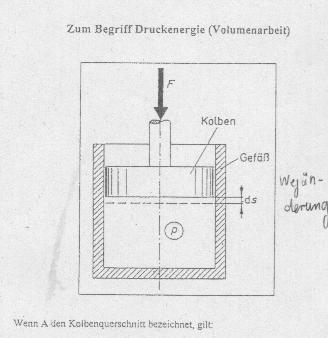 Zum Begriff Druckenergie (Volumenarbeit)
F
Kolben
Gefäß
ds
Wegän-
derung
p
Wenn A den Kolbenquerschnitt bezeichnet, gilt: